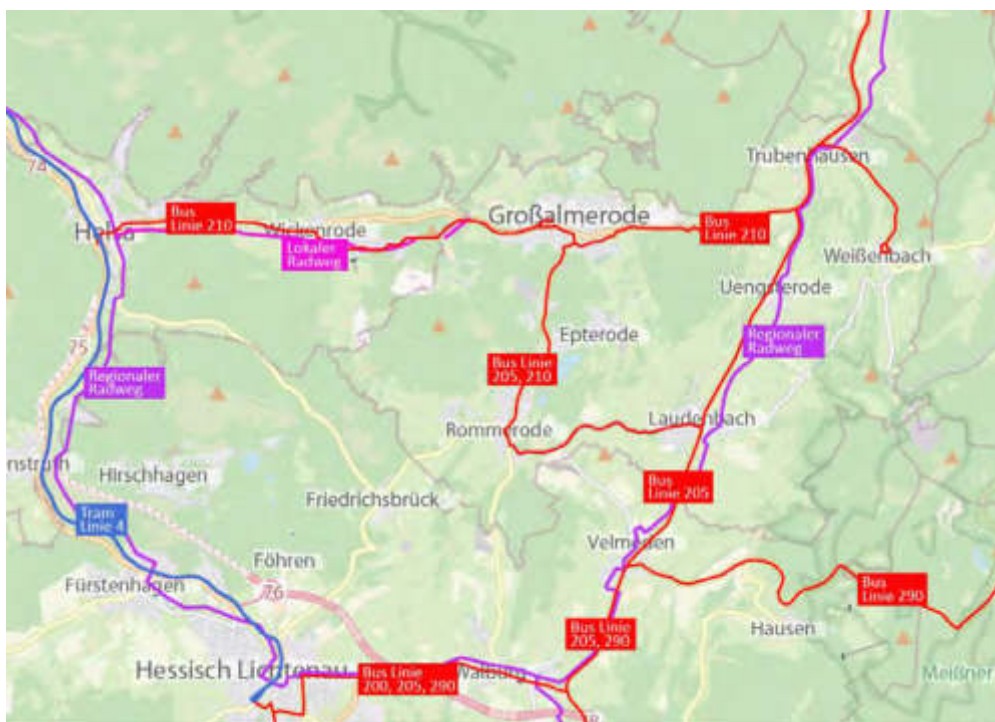 Trubenhausen
74
Bus
Linie 210
Großalmerode
Helsa
Wickenrode
Bus
Linie 210
Lokaler
Radweg
Weißenbach
Uengsterode
Epterode
Regionaler
Radweg
75
Bus Linie
205, 210
Regionaler
Radweg
Laudenbach
Rommerode
Hirschhagen
Bus
Linie 205
Friedrichsbrück
Tram
Linie 4
Velmeden
Föhren
Fürstenhagen
76
Bus
Linie 290
Hausen
Bus Linie
205, 290
Hessisch Lichtenau
Bus Linie
200, 205, 290
Walburg
Meißner